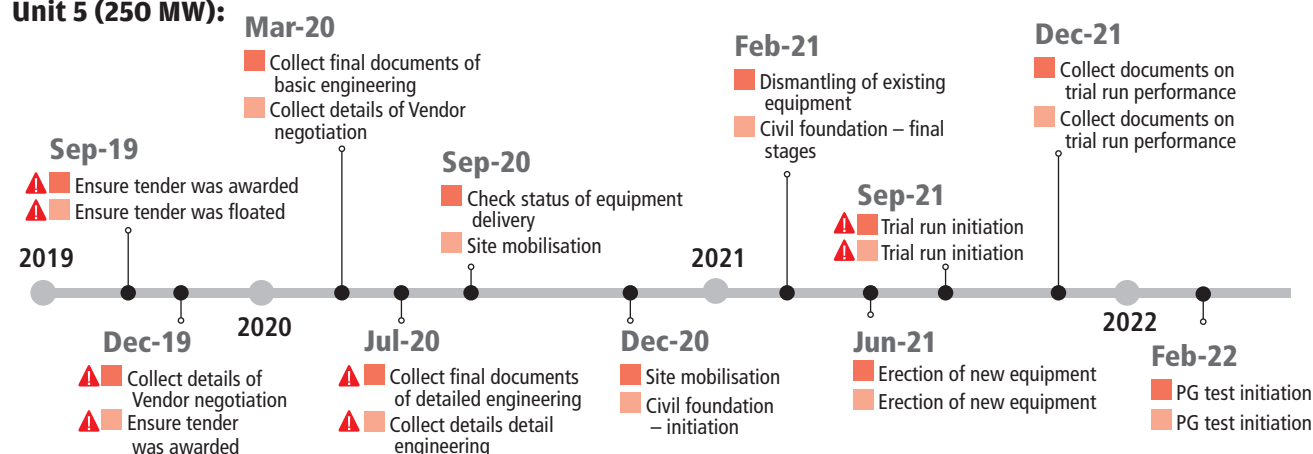 Unit 5 (250 MW):
Mar-20
Collect final documents of
basic engineering
Collect details of Vendor
negotiation
Feb-21
Dismantling of existing
equipment
Civil foundation – final
stages
Dec-21
Collect documents on
trial run performance
Collect documents on
trial run performance
Sep-19
Ensure tender was awarded
Ensure tender was floated
Sep-20
Check status of equipment
delivery
Site mobilisation
Sep-21
Trial run initiation
Trial run initiation
2019
2020
2021
2022
Dec-19
Collect details of
Vendor negotiation
Ensure tender
was awarded
Jul-20
Collect final documents
of detailed engineering
Collect details detail
engineering
Dec-20
Site mobilisation
Civil foundation
– initiation
Jun-21
Erection of new equipment
Erection of new equipment
Feb-22
PG test initiation
PG test initiation